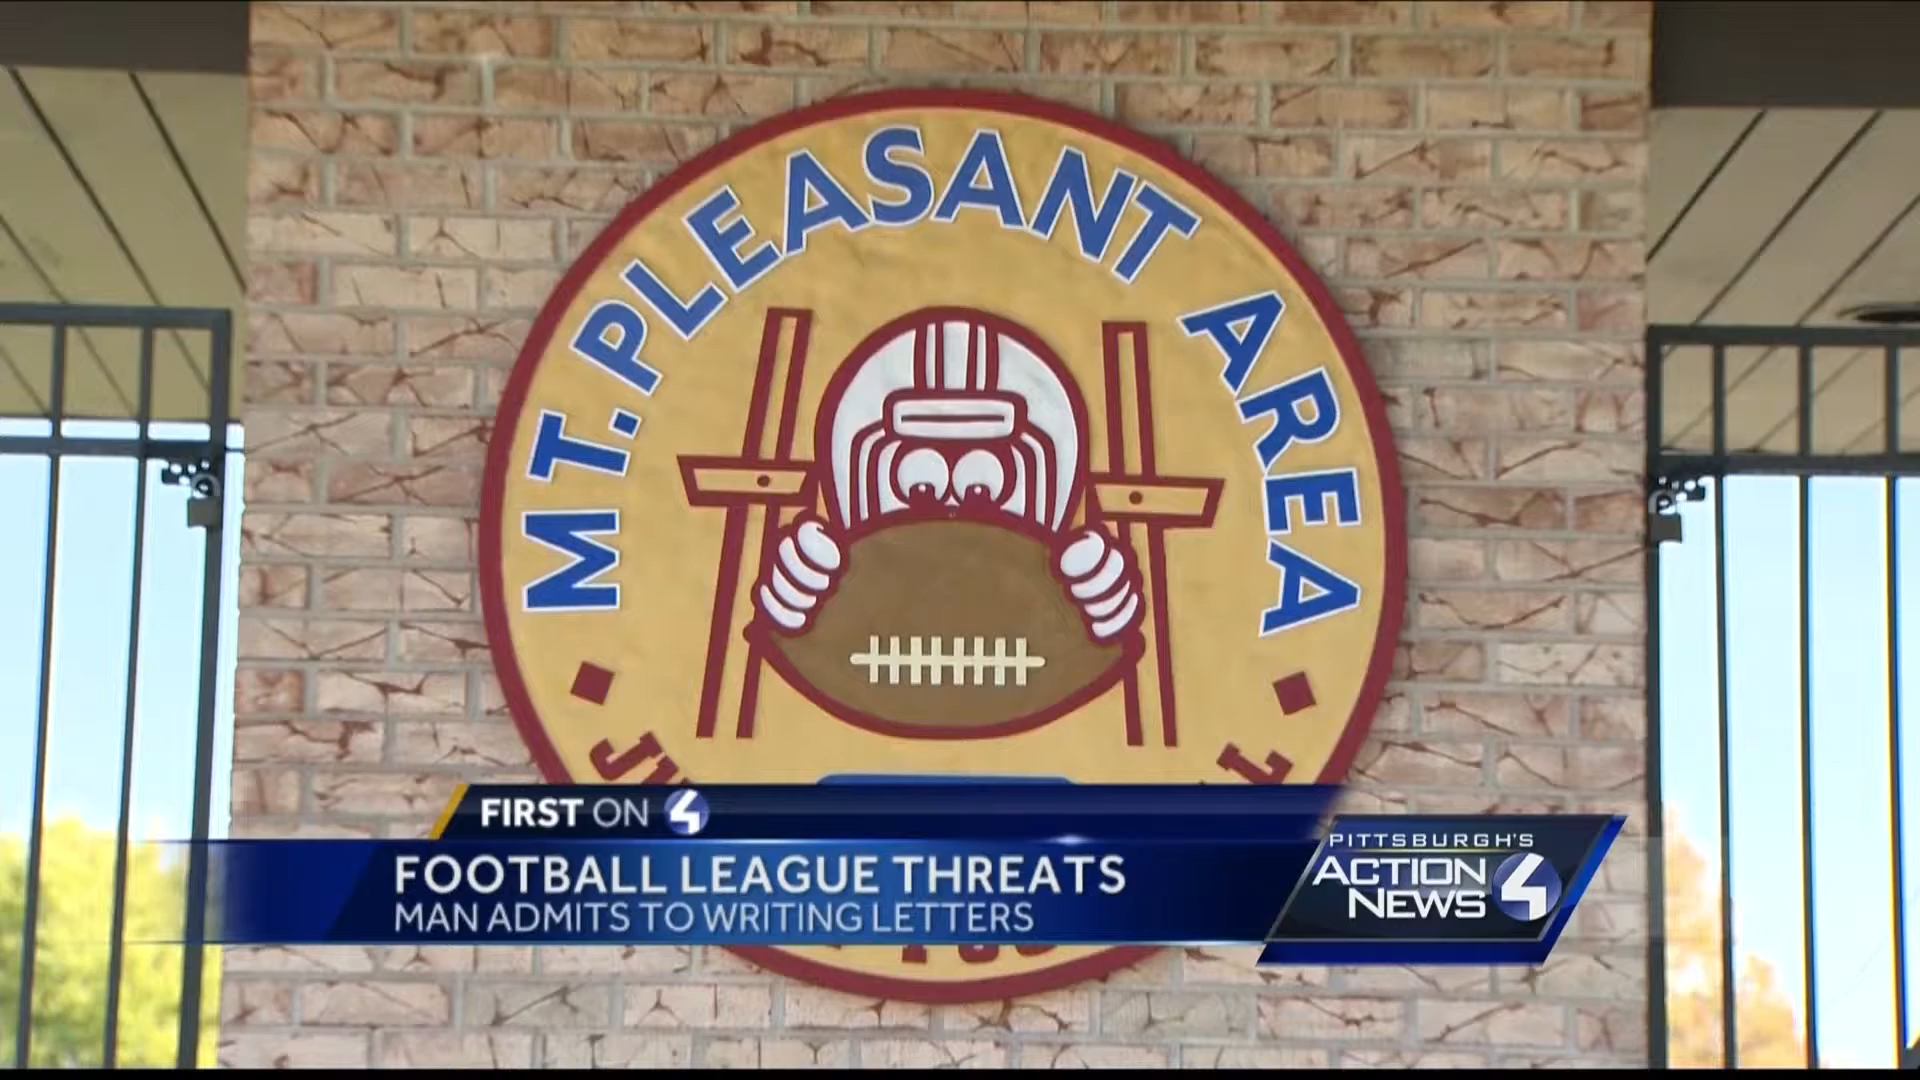 MT. PLEASANT AREA
FIRST ON 4
FOOTBALL LEAGUE THREATS
MAN ADMITS TO WRITING LETTERS
PITTSBURGH'S
ACTION
NEWS 4